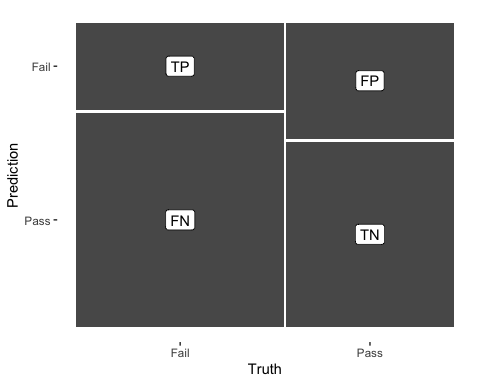 Fail
TP
FP
Prediction
Pass
FN
TN
Fail
Pass
Truth